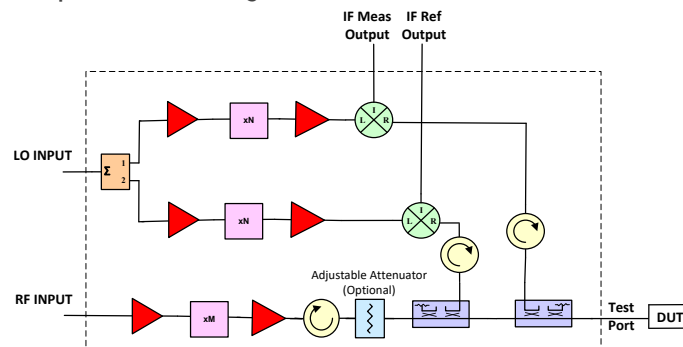 IF Meas Output
IF Ref Output
LO INPUT
Σ
1
2
xN
L
I
R
xN
L
I
R
Adjustable Attenuator
(Optional)
RF INPUT
xM
Test
Port
DUT